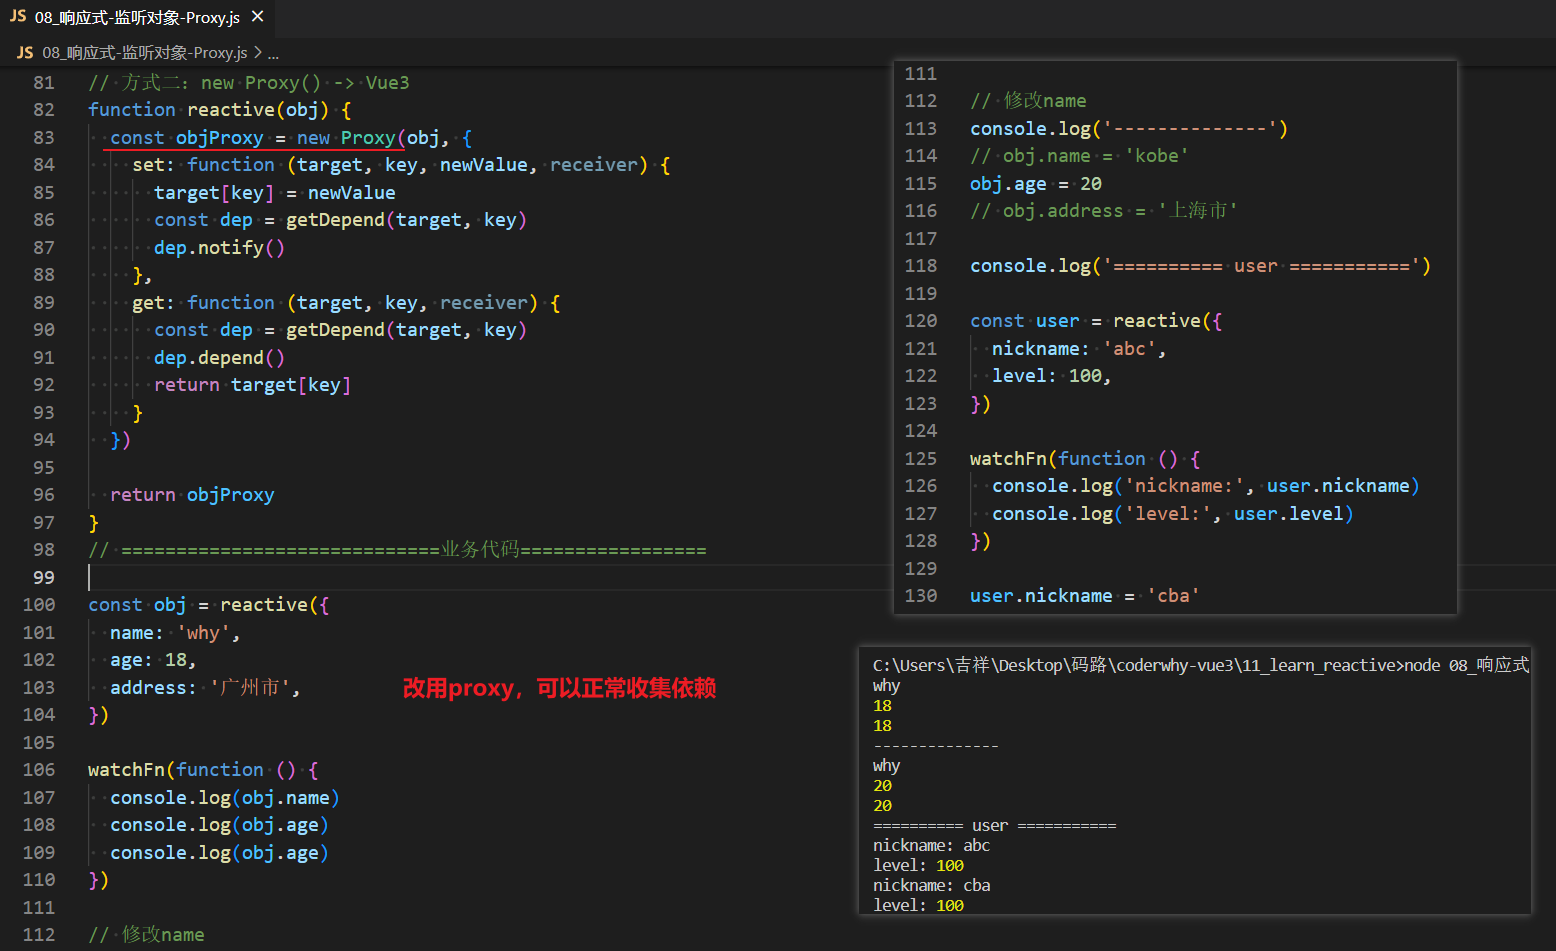 JS 08_响应式-监听对象-Proxy.js ×
JS 08_响应式-监听对象-Proxy.js > ...
81 // 方式二: new Proxy() -> Vue3
82 function reactive(obj) {
83 const objProxy = new Proxy(obj, {
84 set: function (target, key, newValue, receiver) {
85 target[key] = newValue
86 const dep = getDepend(target, key)
87 dep.notify()
88 },
89 get: function (target, key, receiver) {
90 const dep = getDepend(target, key)
91 dep.depend()
92 return target[key]
93 }
94 })
95
96 return objProxy
97 }
98 // =============================业务代码=================
99
100 const obj = reactive({
101 name: 'why',
102 age: 18,
103 address: '广州市',
104 })
105
106 watchFn(function () {
107 console.log(obj.name)
108 console.log(obj.age)
109 console.log(obj.age)
110 })
111
112 // 修改name
改用proxy，可以正常收集依赖
111
112 // 修改name
113 console.log('--------------')
114 // obj.name = 'kobe'
115 obj.age = 20
116 // obj.address = '上海市'
117
118 console.log('========== user ===========')
119
120 const user = reactive({
121 nickname: 'abc',
122 level: 100,
123 })
124
125 watchFn(function () {
126 console.log('nickname:', user.nickname)
127 console.log('level:', user.level)
128 })
129
130 user.nickname = 'cba'
C:\Users\吉祥\Desktop\码路\coderwhy-vue3\11_learn_reactive>node 08_响应式
why
18
18
--------------
why
20
20
========== user ===========
nickname: abc
level: 100
nickname: cba
level: 100